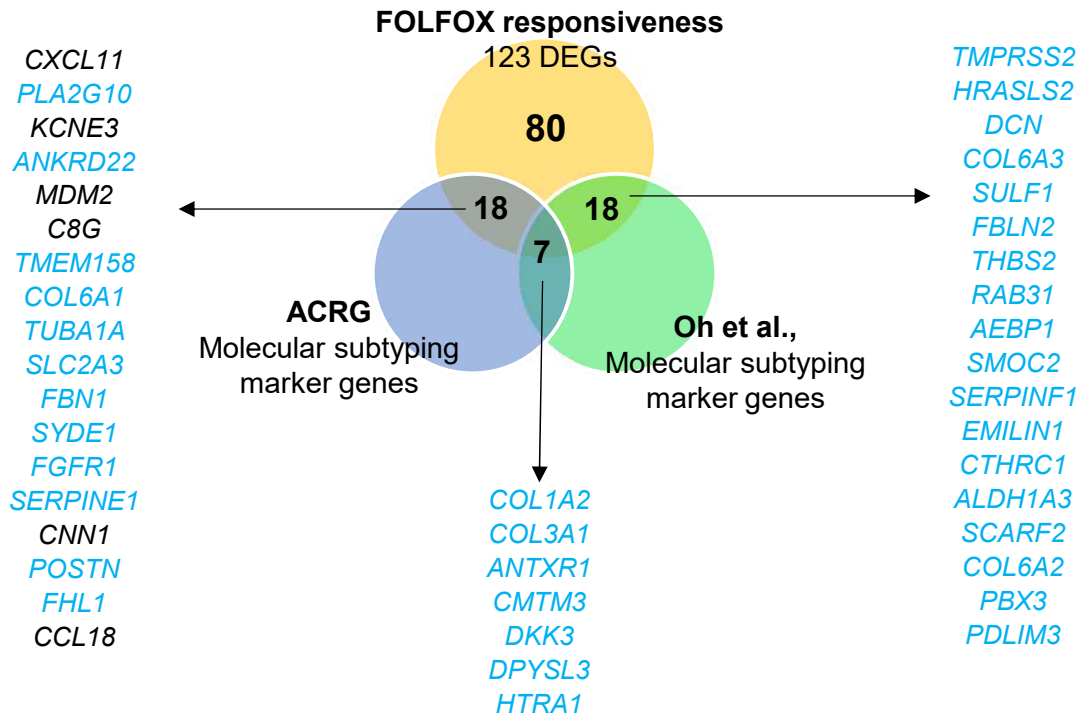 FOLFOX responsiveness
123 DEGs
80
18
18
7
ACRG
Molecular subtyping
marker genes
Oh et al.,
Molecular subtyping
marker genes
CXCL11
PLA2G10
KCNE3
ANKRD22
MDM2
C8G
TMEM158
COL6A1
TUBA1A
SLC2A3
FBN1
SYDE1
FGFR1
SERPINE1
CNN1
POSTN
FHL1
CCL18
COL1A2
COL3A1
ANTXR1
CMTM3
DKK3
DPYSL3
HTRA1
TMPRSS2
HRASLS2
DCN
COL6A3
SULF1
FBLN2
THBS2
RAB31
AEBP1
SMOC2
SERPINF1
EMILIN1
CTHRC1
ALDH1A3
SCARF2
COL6A2
PBX3
PDLIM3